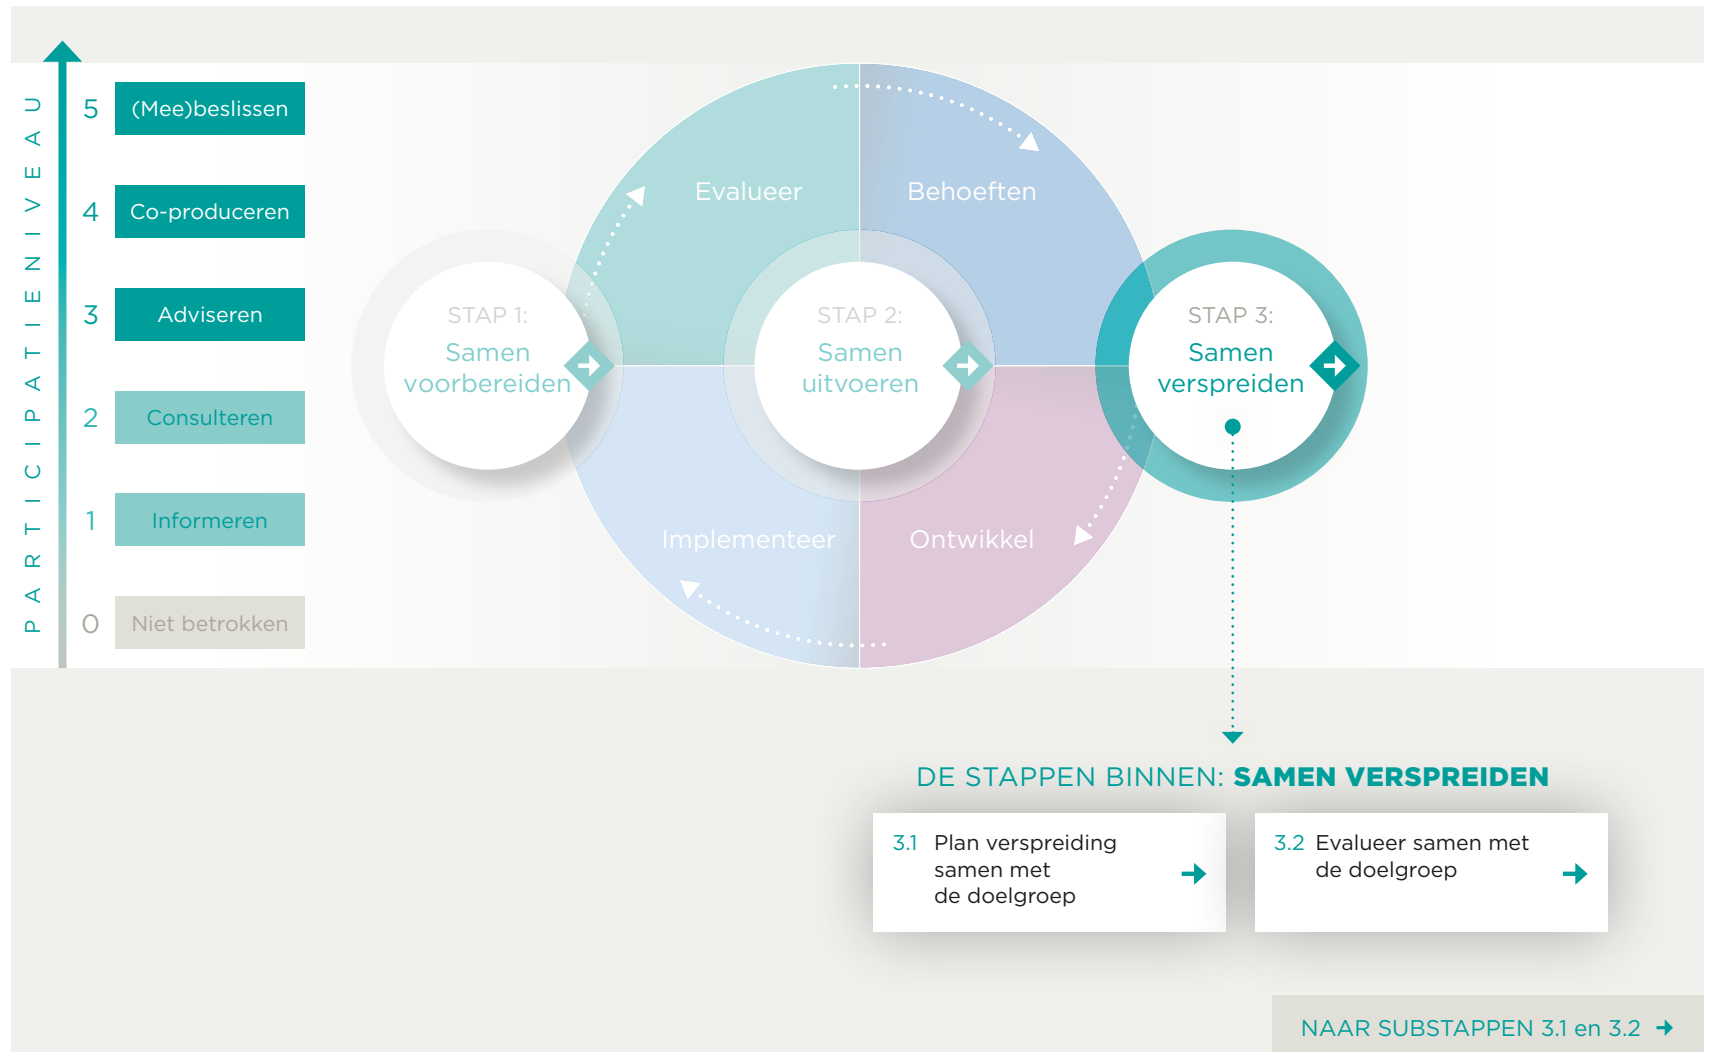 PARTICIPATIENIVEAU
5 (Mee)beslissen
4 Co-produceren
3 Adviseren
2 Consulteren
1 Informeren
0 Niet betrokken
Evalueer
Behoeften
Implementeer
Ontwikkel
STAP 1:
Samen
voorbereiden
STAP 2:
Samen
uitvoeren
STAP 3:
Samen
verspreiden
DE STAPPEN BINNEN: SAMEN VERSPREIDEN
3.1 Plan verspreiding
samen met
de doelgroep
3.2 Evalueer samen met
de doelgroep
NAAR SUBSTAPPEN 3.1 en 3.2